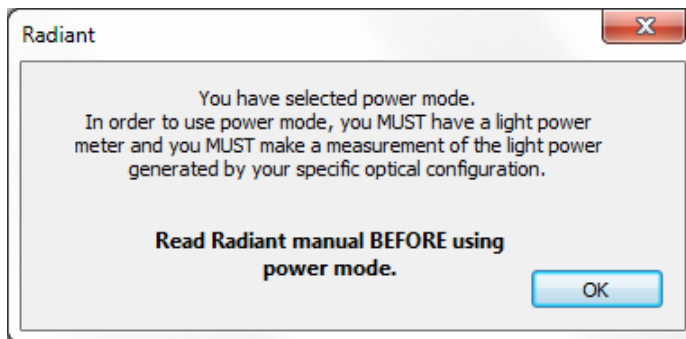 Radiant
You have selected power mode.
In order to use power mode, you MUST have a light power
meter and you MUST make a measurement of the light power
generated by your specific optical configuration.
Read Radiant manual BEFORE using
power mode.
OK